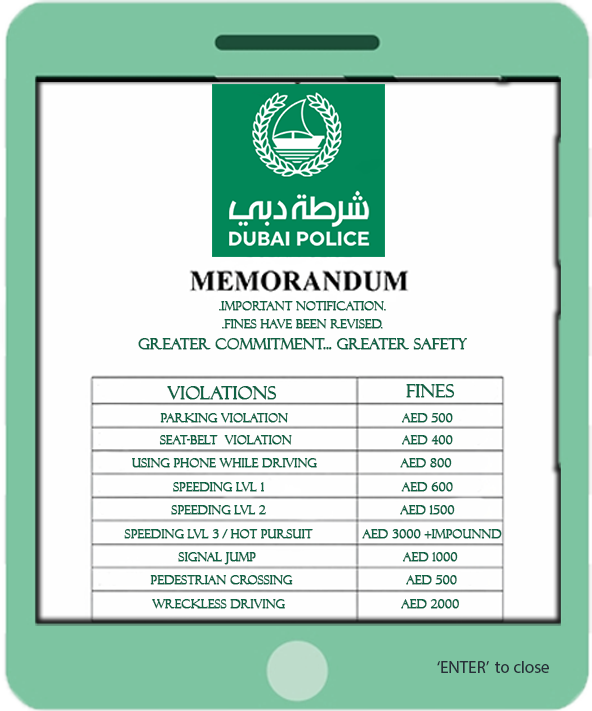 شرطة دبي
DUBAI POLICE
MEMORANDUM
.IMPORTANT NOTIFICATION.
.FINES HAVE BEEN REVISED.
GREATER COMMITMENT... GREATER SAFETY
VIOLATIONS FINES
PARKING VIOLATION AED 500
SEAT-BELT VIOLATION AED 400
USING PHONE WHILE DRIVING AED 800
SPEEDING LVL 1 AED 600
SPEEDING LVL 2 AED 1500
SPEEDING LVL 3 / HOT PURSUIT AED 3000 +IMPOUNND
SIGNAL JUMP AED 1000
PEDESTRIAN CROSSING AED 500
WRECKLESS DRIVING AED 2000
‘ENTER’ to close